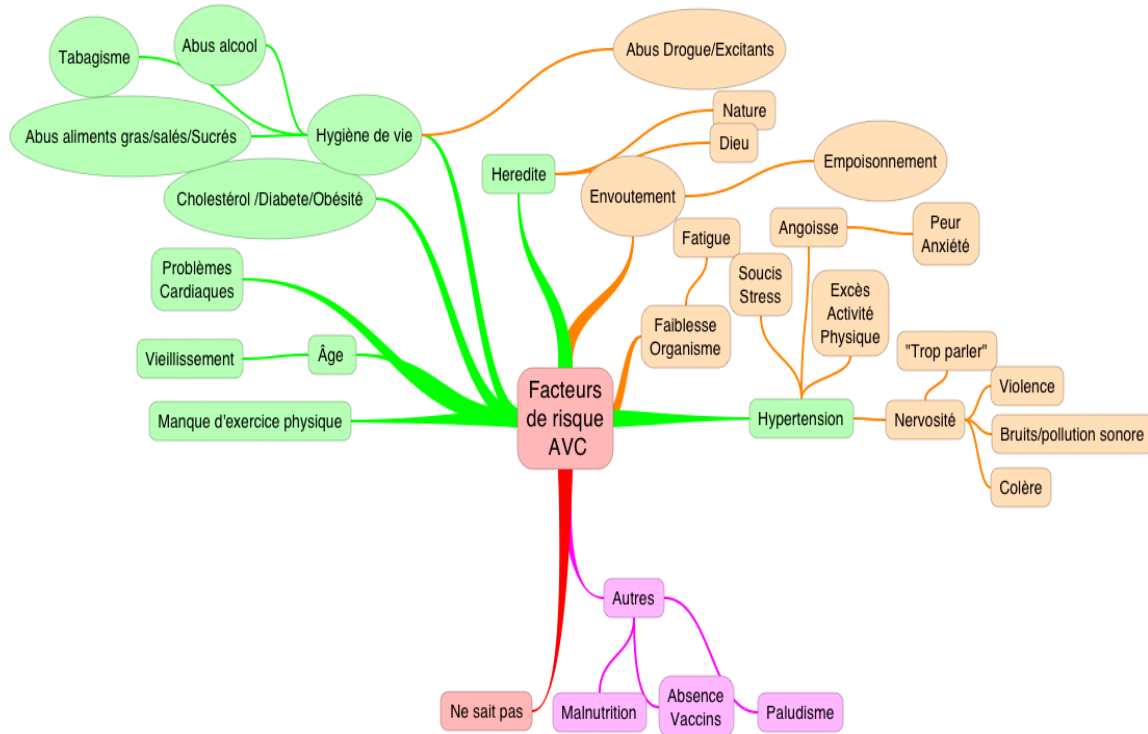 Abus alcool
Tabagisme
Abus Drogue/Excitants
Nature
Abus aliments gras/salés/Sucrés
Hygiène de vie
Dieu
Heredite
Empoisonnement
Cholestérol /Diabete/Obésité
Envoutement
Fatigue
Angoisse
Peur
Anxiété
Problèmes
Cardiaques
Soucis
Stress
Excès
Activité
Physique
Faiblesse
Organisme
Vieillissement
Âge
"Trop parler"
Violence
Facteurs
de risque
AVC
Manque d'exercice physique
Hypertension
Nervosité
Bruits/pollution sonore
Colère
Autres
Ne sait pas
Malnutrition
Absence
Vaccins
Paludisme